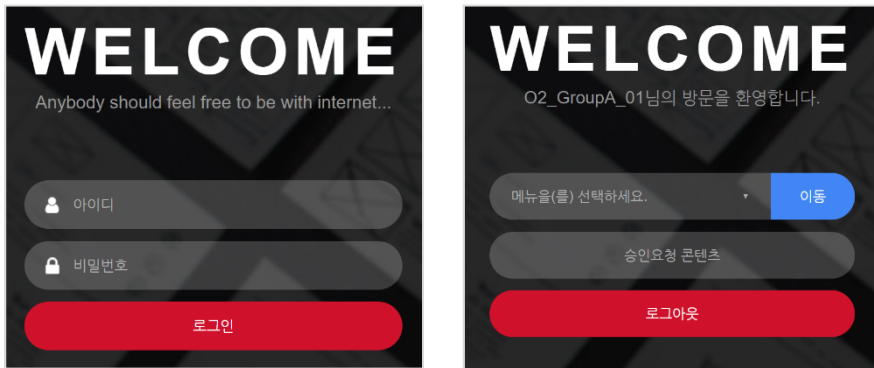 WELCOME
Anybody should feel free to be with internet...
아이디
비밀번호
로그인
WELCOME
O2_GroupA_01님의 방문을 환영합니다.
메뉴을(를) 선택하세요.
이동
승인요청 콘텐츠
로그아웃